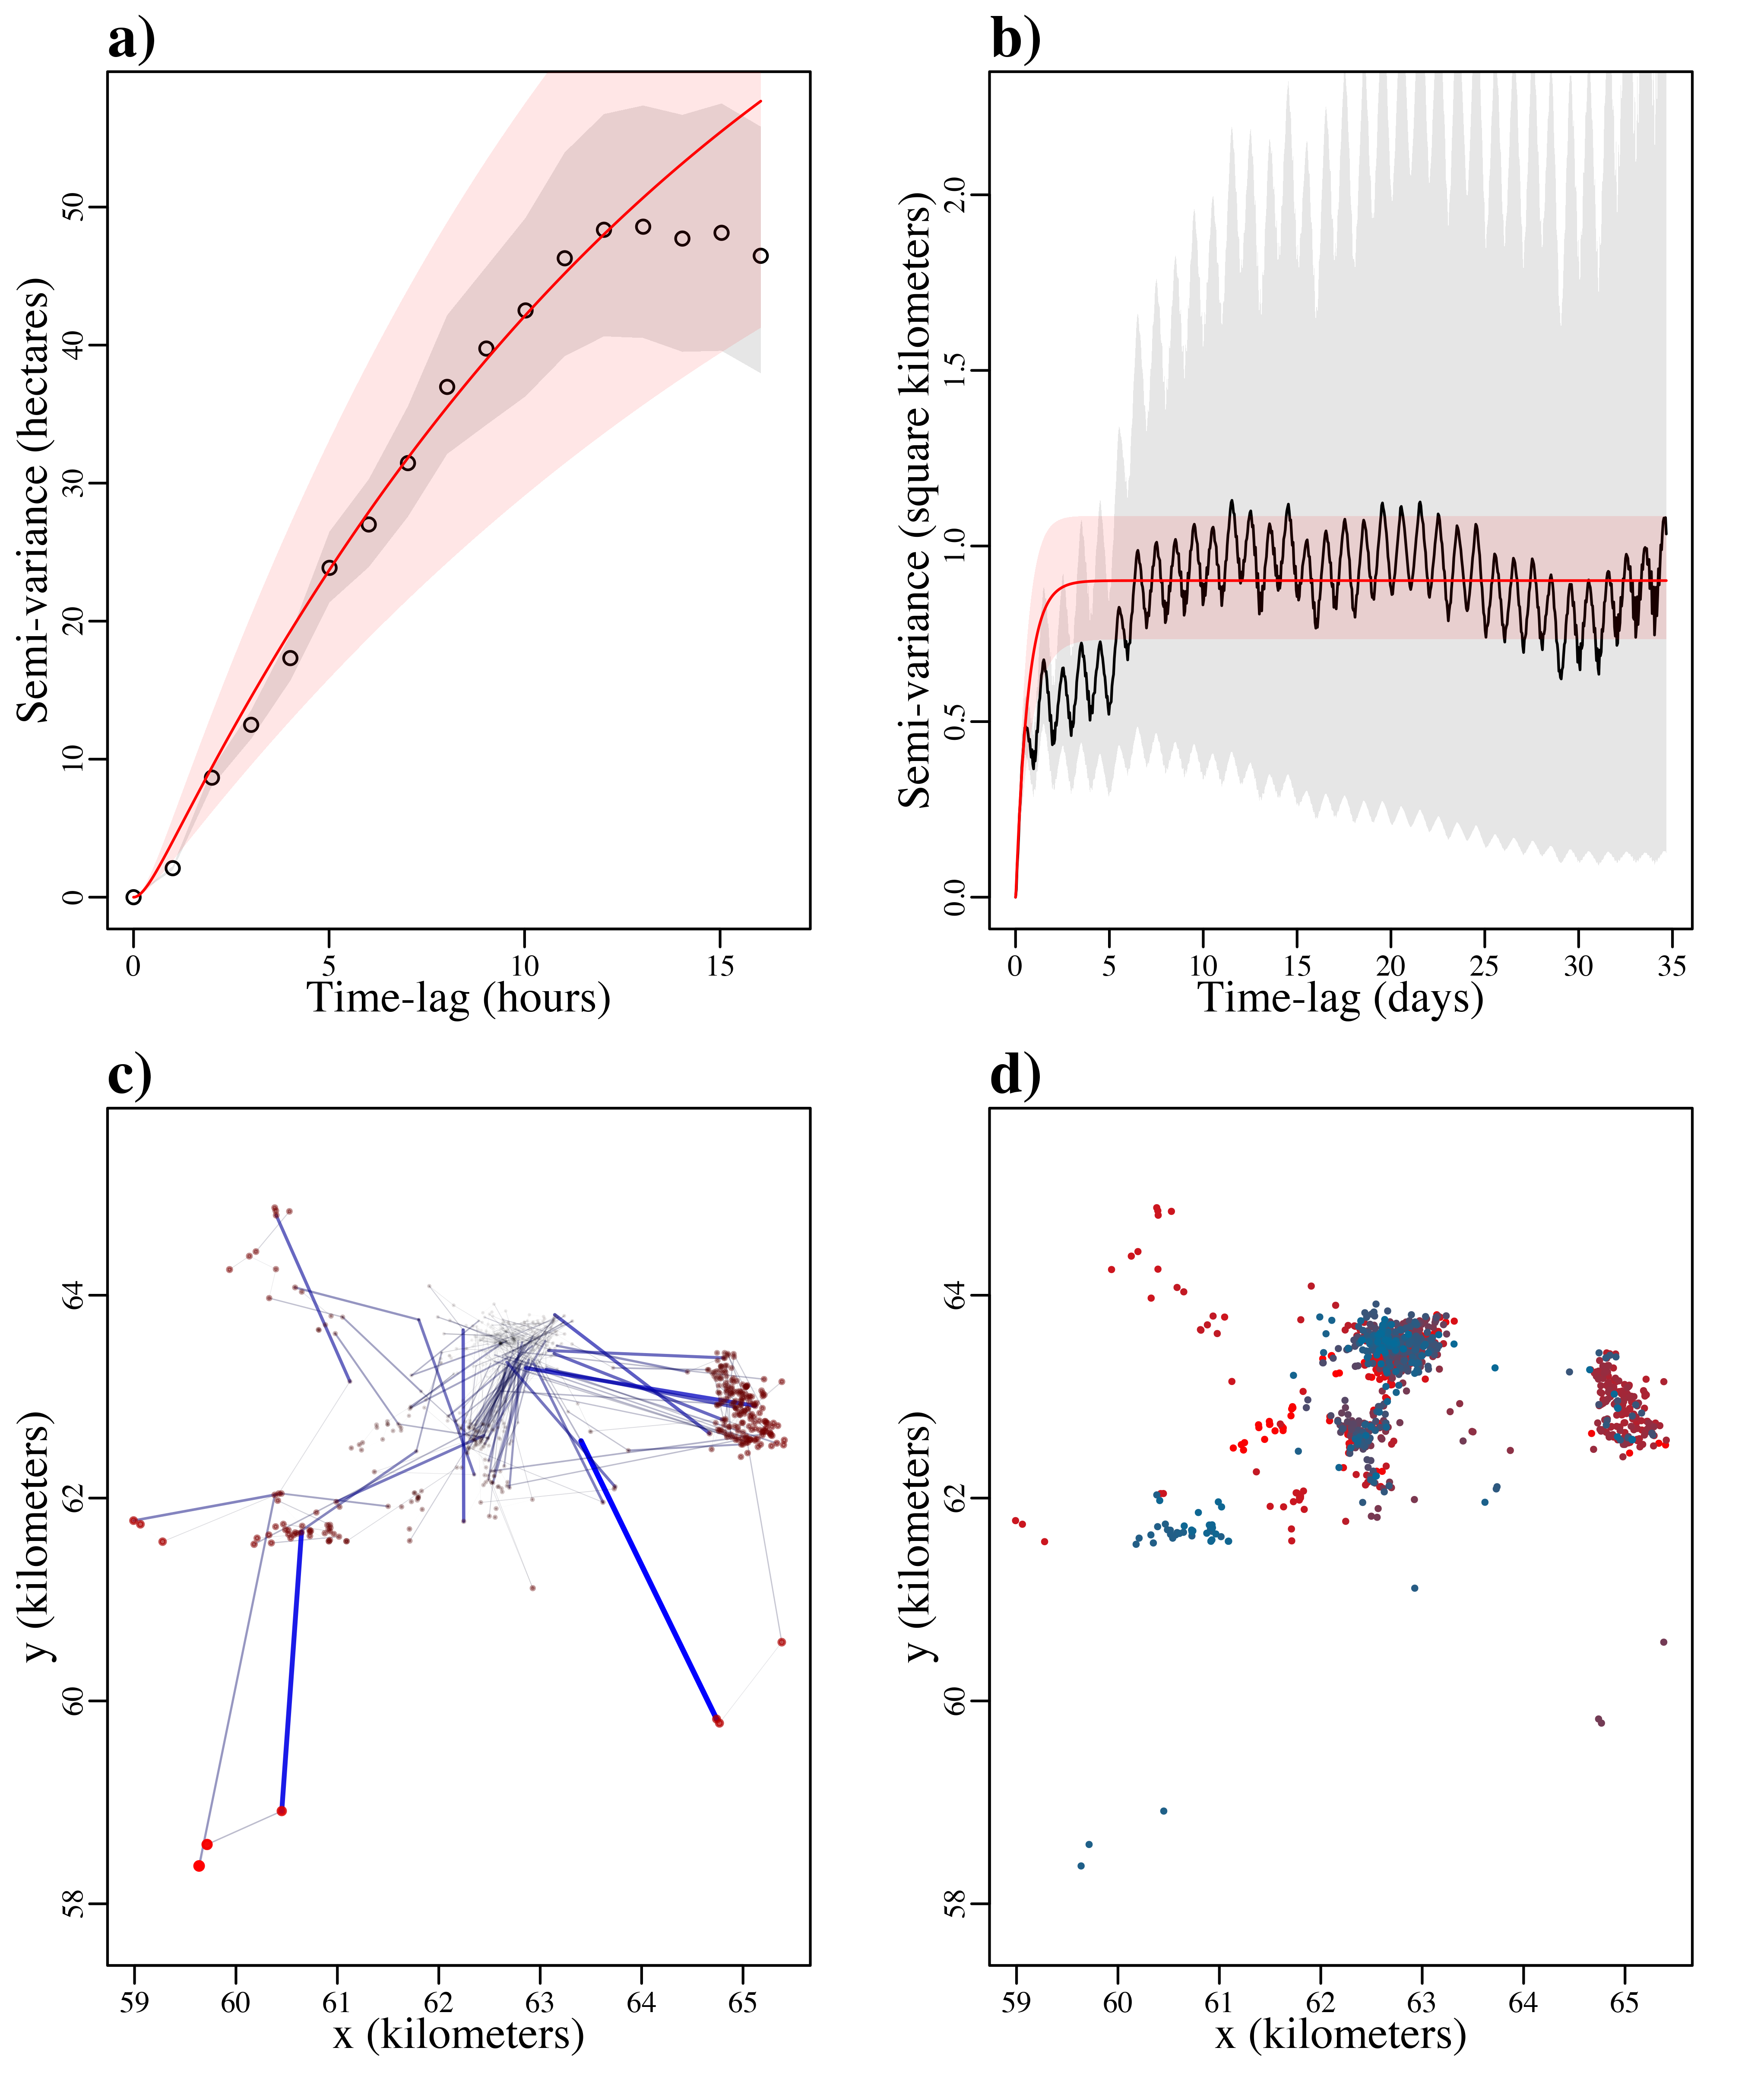 a)
Semi-variance (hectares)
0 10 20 30 40 50
0 5 10 15
Time-lag (hours)
b)
Semi-variance (square kilometers)
0.0 0.5 1.0 1.5 2.0
0 5 10 15 20 25 30 35
Time-lag (days)
c)
y (kilometers)
58 60 62 64
59 60 61 62 63 64 65
x (kilometers)
d)
y (kilometers)
58 60 62 64
59 60 61 62 63 64 65
x (kilometers)